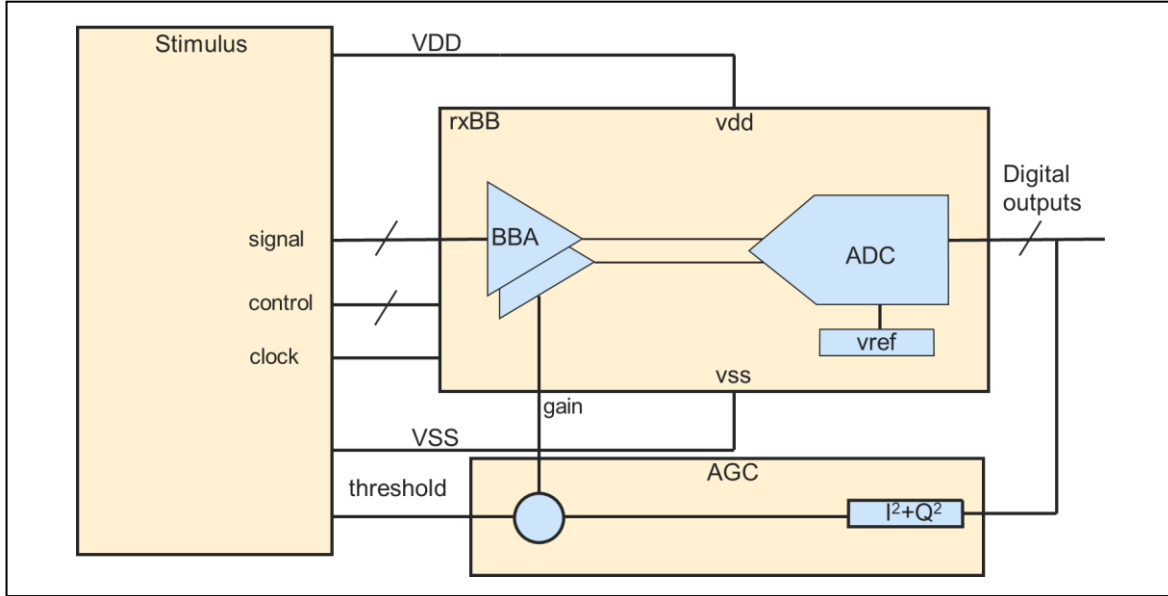 Stimulus
VDD
rxBB
vdd
Digital
outputs
signal
BBA
ADC
control
vref
clock
vss
gain
VSS
AGC
threshold
I²+Q²